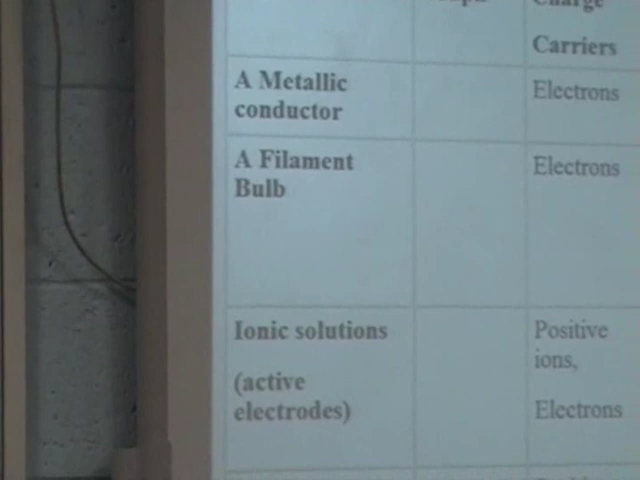 Charge
Carriers
A Metallic
conductor
Electrons
A Filament
Bulb
Electrons
Ionic solutions
(active
electrodes)
Positive
ions,
Electrons